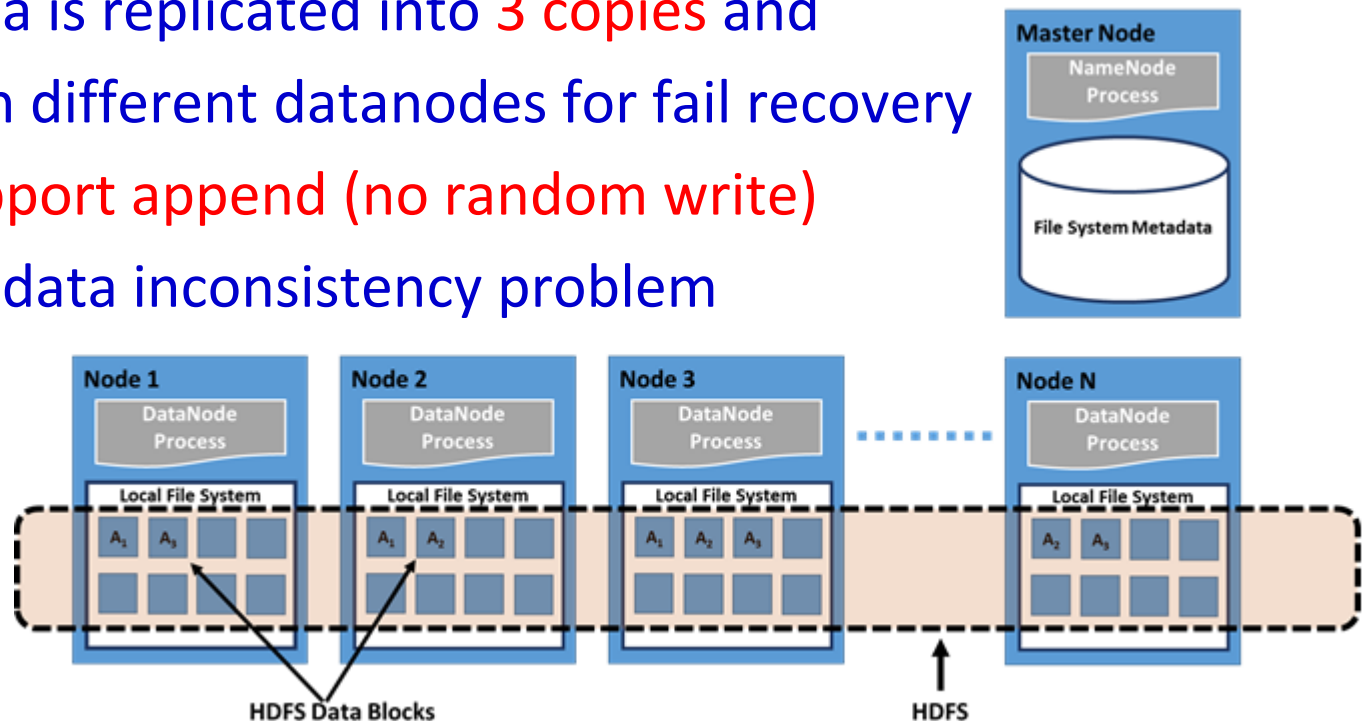 a is replicated into 3 copies and
different datanodes for fail recovery
port append (no random write)
data inconsistency problem
Master Node
NameNode
Process
File System Metadata
Node 1
DataNode
Process
Local File System
A₁ A₃
Node 2
DataNode
Process
Local File System
A₁ A₂
Node 3
DataNode
Process
Local File System
A₁ A₂ A₃
Node N
DataNode
Process
Local File System
A₂ A₃
HDFS Data Blocks
HDFS